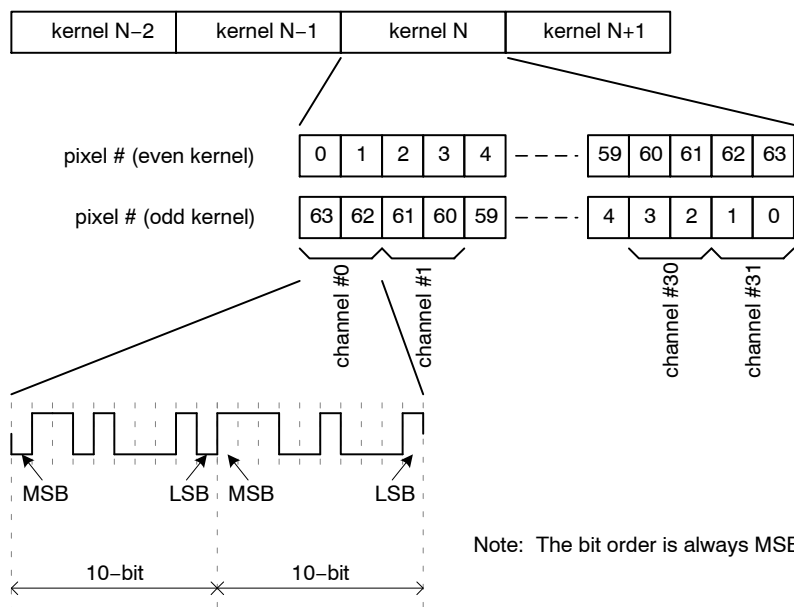 kernel N−2 kernel N−1 kernel N kernel N+1
pixel # (even kernel) 0 1 2 3 4 59 60 61 62 63
pixel # (odd kernel) 63 62 61 60 59 4 3 2 1 0
channel #0 channel #1 channel #30 channel #31
MSB LSB MSB LSB
Note: The bit order is always MSB
10−bit 10−bit